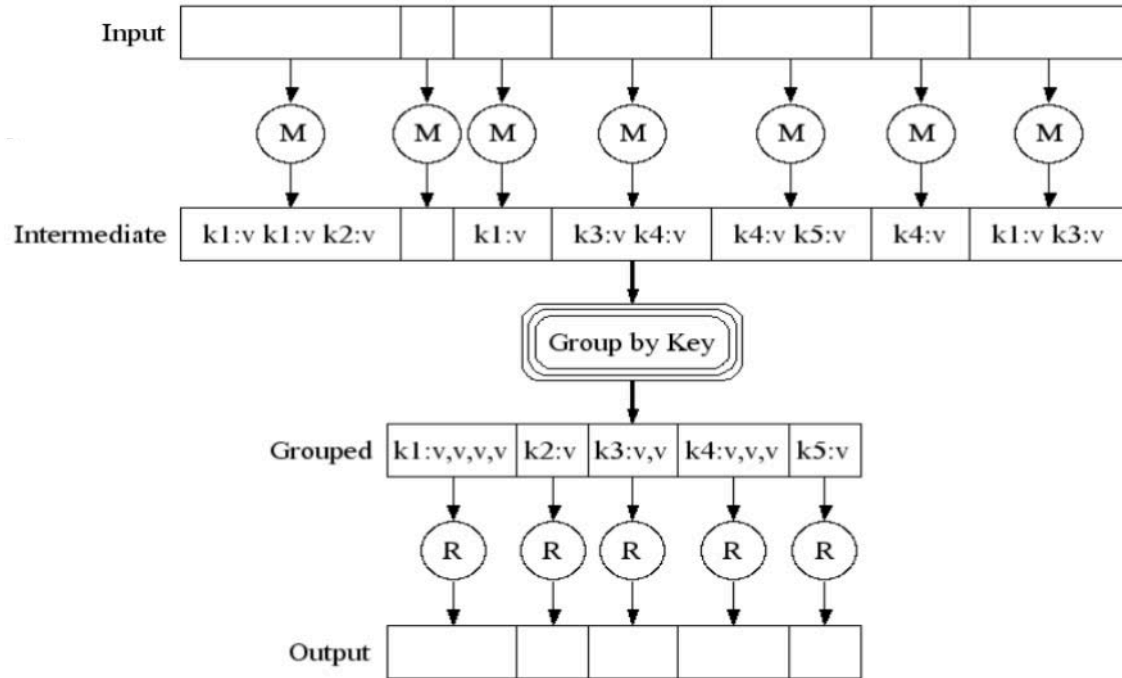 Input
M M M M M M M
Intermediate k1:v k1:v k2:v k1:v k3:v k4:v k4:v k5:v k4:v k1:v k3:v
Group by Key
Grouped k1:v,v,v,v k2:v k3:v,v k4:v,v,v k5:v
R R R R R
Output